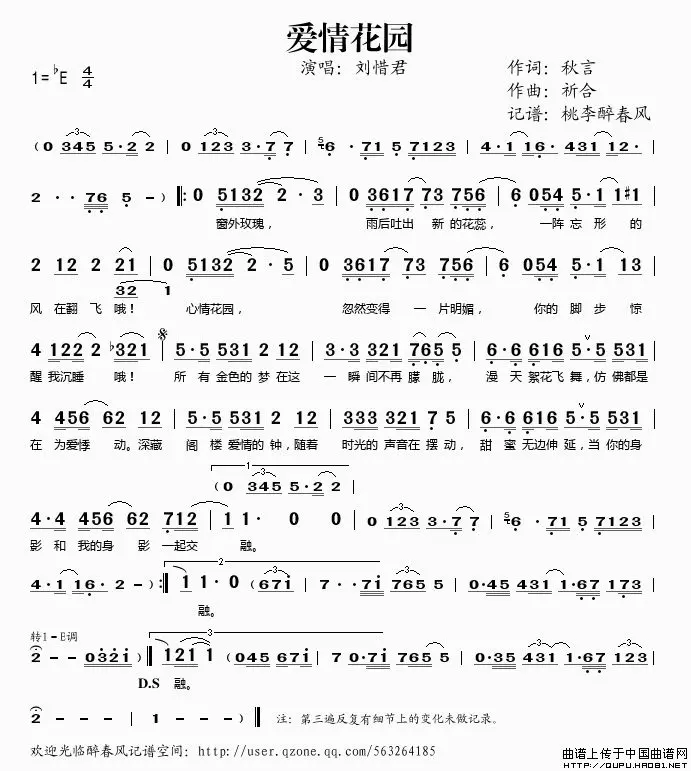 爱情花园
1=♭E 4/4
演唱：刘惜君
作词：秋言
作曲：祈合
记谱：桃李醉春风
(0 345 5·2 2 | 0 123 3·7 7 | 5 6 ·71 5 7123 | 4·1 16· 431 12· |
2 ··76 5 -) ‖: 0 5132 2·3 | 0 3617 73 756 | 6 054 5·1 1#1 |
窗外玫瑰， 雨后吐出 新 的花蕊， 一阵 忘 形 的
2 12 2 21 | 0 5132 2·5 | 0 3617 73 756 | 6 054 5·1 13 |
32 1
风 在 翻 飞 哦！ 心情花园， 忽然变得 一 片明媚， 你的 脚 步 惊
4 122 2 ♭321 | 5·5 531 2 12 | 3·3 321 765 5 | 6·6 616 5·5 531 |
醒 我沉睡 哦！ 所 有 金色的 梦 在这 一 瞬 间不再 朦 胧， 漫 天 絮花飞 舞，仿 佛都是
4 456 62 12 | 5·5 531 2 12 | 333 321 7 5 | 6·6 616 5·5 531 |
在 为爱悸 动。深藏 阁 楼 爱情的 钟，随着 时光的 声音在 摆 动， 甜 蜜 无边伸 延，当 你的身
1
(0 345 5·2 2
4·4 456 62 712 | 1 1· 0 0 | 0 123 3·7 7 | 5 6 ·71 5 7123 |
影 和 我的身 影 一起交 融。
4·1 16· 2 -) :‖ 1 1·0 (671 | 7 ··71 765 5 | 0·45 431 1·67 173 |
2
融。
转1=E调
2 - - 0321) ‖ 121 1 (045 671 | 7 0·71 765 5 | 0·35 431 1·67 123 |
3
D.S 融。
2 - - - | 1 - - -) ‖ 注：第三遍反复有细节上的变化未做记录。
欢迎光临醉春风记谱空间：http://user.qzone.qq.com/563264185
曲谱上传于中国曲谱网
http://QUPU.HAO81.NET